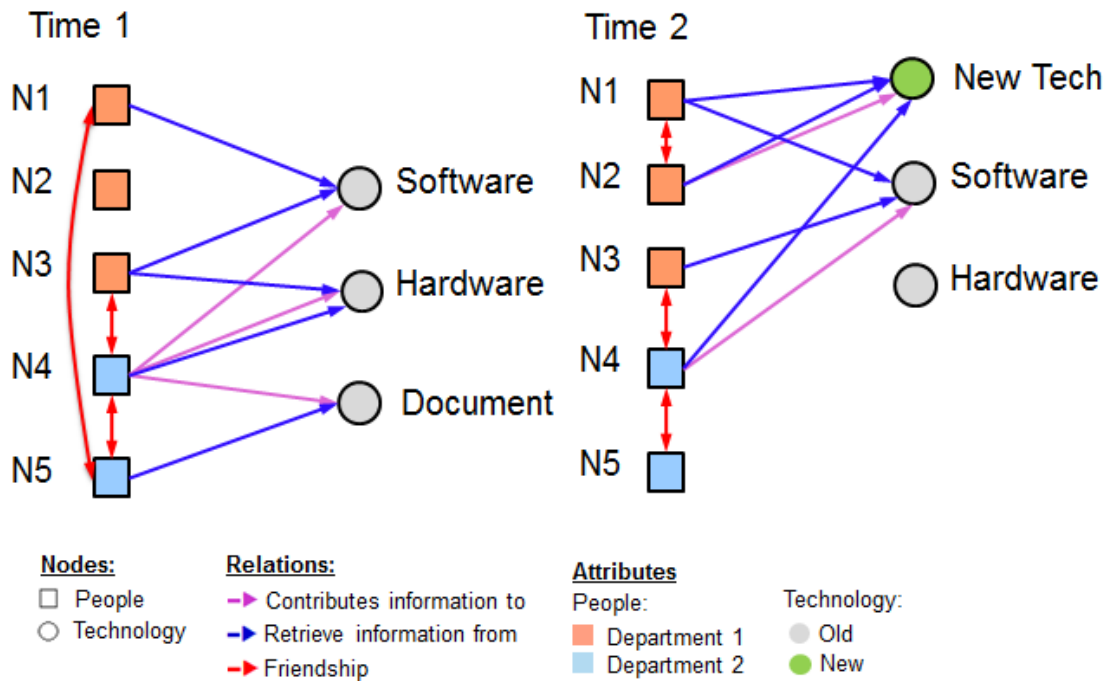 Time 1
N1
N2
N3
N4
N5
Software
Hardware
Document
Time 2
N1
N2
N3
N4
N5
New Tech
Software
Hardware
Nodes:
People
Technology
Relations:
Contributes information to
Retrieve information from
Friendship
Attributes
People:
Department 1
Department 2
Technology:
Old
New